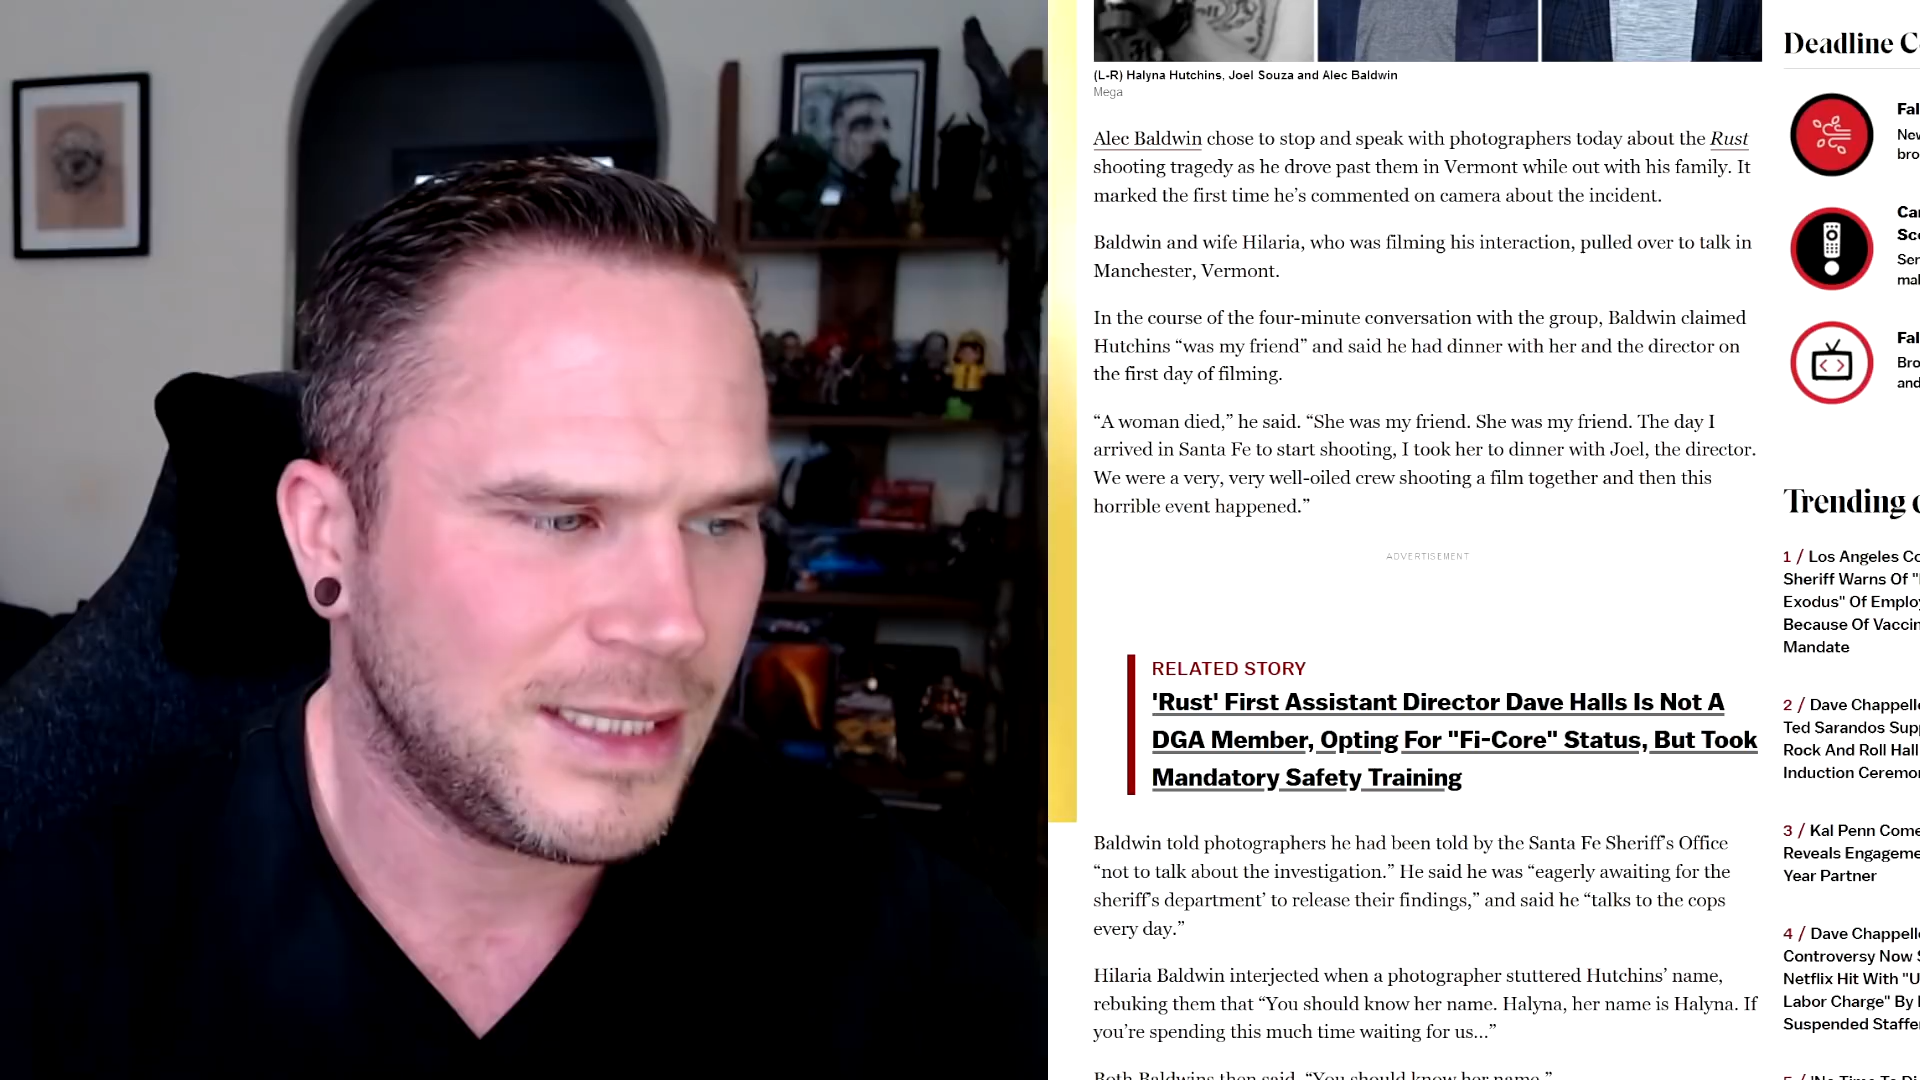 (L-R) Halyna Hutchins, Joel Souza and Alec Baldwin
Mega
Alec Baldwin chose to stop and speak with photographers today about the Rust
shooting tragedy as he drove past them in Vermont while out with his family. It
marked the first time he’s commented on camera about the incident.
Baldwin and wife Hilaria, who was filming his interaction, pulled over to talk in
Manchester, Vermont.
In the course of the four-minute conversation with the group, Baldwin claimed
Hutchins “was my friend” and said he had dinner with her and the director on
the first day of filming.
“A woman died,” he said. “She was my friend. She was my friend. The day I
arrived in Santa Fe to start shooting, I took her to dinner with Joel, the director.
We were a very, very well-oiled crew shooting a film together and then this
horrible event happened.”
ADVERTISEMENT
RELATED STORY
'Rust' First Assistant Director Dave Halls Is Not A
DGA Member, Opting For "Fi-Core" Status, But Took
Mandatory Safety Training
Baldwin told photographers he had been told by the Santa Fe Sheriff’s Office
“not to talk about the investigation.” He said he was “eagerly awaiting for the
sheriff’s department’ to release their findings,” and said he “talks to the cops
every day.”
Hilaria Baldwin interjected when a photographer stuttered Hutchins’ name,
rebuking them that “You should know her name. Halyna, her name is Halyna. If
you’re spending this much time waiting for us…”
Both Baldwins then said, “You should know her name.”
Deadline
Trending
1 / Los Angeles
Sheriff Warns Of
Exodus" Of
Because Of
Mandate
2 / Dave
Ted Sarandos
Rock And Roll Hall
Induction
3 / Kal Penn
Reveals
Year Partner
4 / Dave
Controversy Now
Netflix Hit With
Labor Charge" By
Suspended